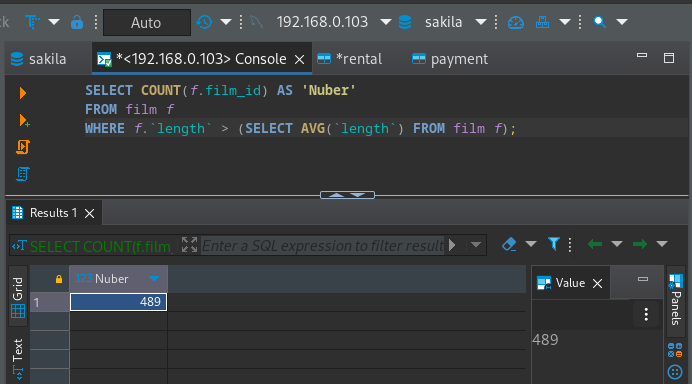 Auto 192.168.0.103 sakila
sakila *<192.168.0.103> Console *rental payment
SELECT COUNT(f.film_id) AS 'Nuber'
FROM film f
WHERE f.`length` > (SELECT AVG(`length`) FROM film f);
Results 1
SELECT COUNT(f.film Enter a SQL expression to filter result
Grid
Text
123 Nuber
1 489
Value
489
Panels